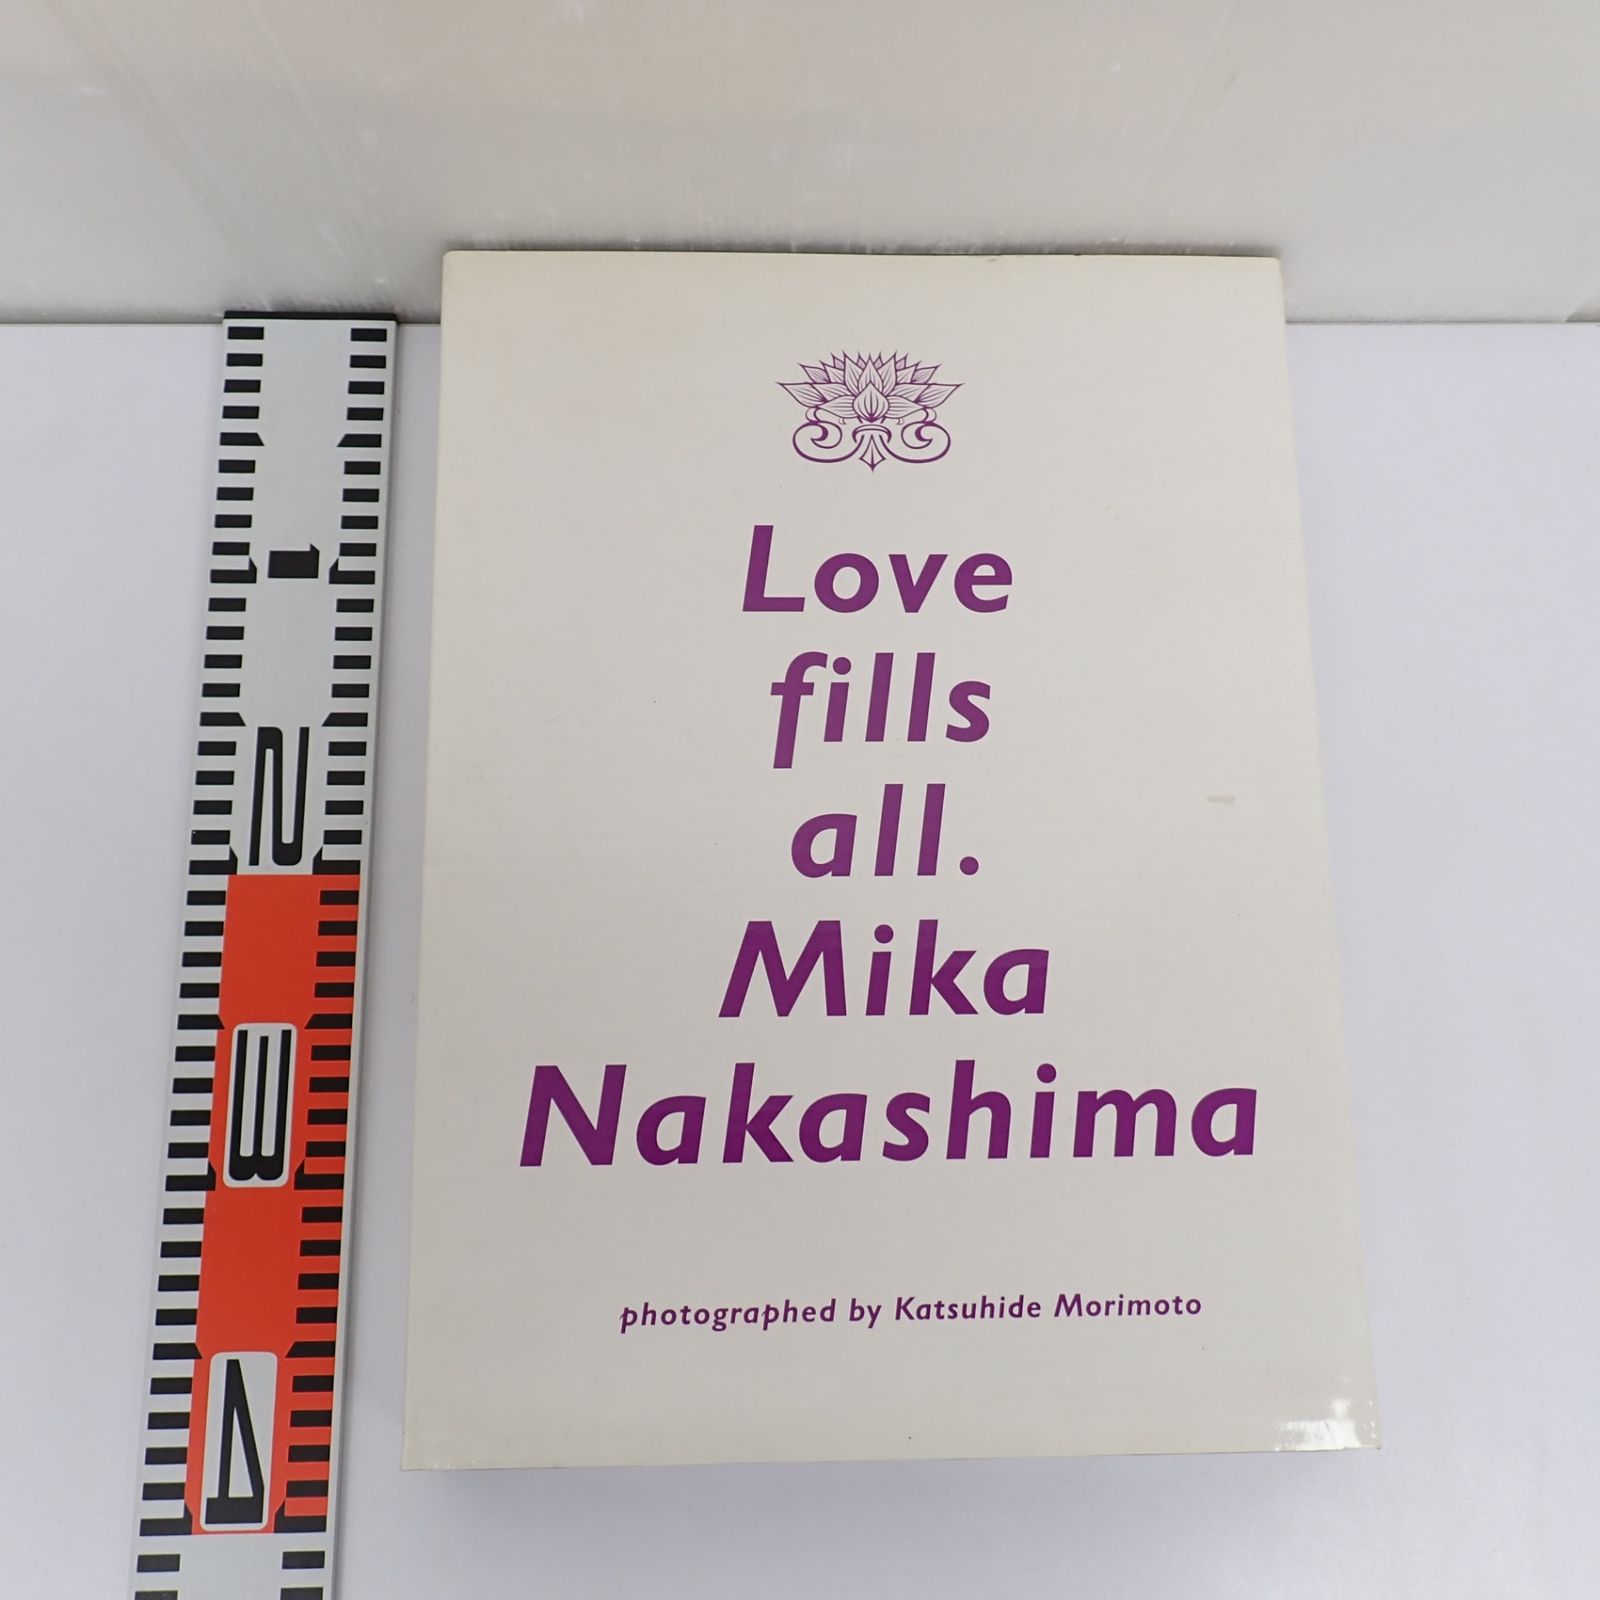 Love
fills
all.
Mika
Nakashima
photographed by Katsuhide Morimoto
1
2
3
4